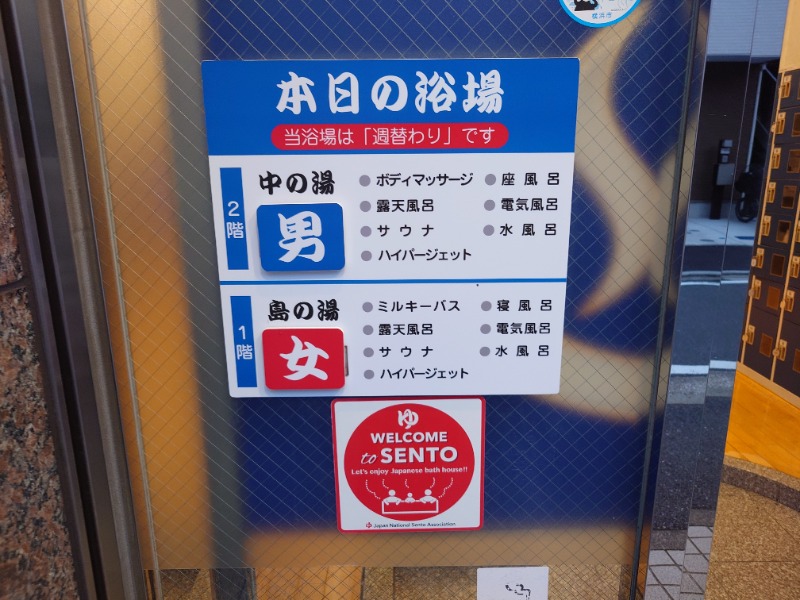 横浜市
本日の浴場
当浴場は「週替わり」です
2階
中の湯
男
ボディマッサージ
座風呂
露天風呂
電気風呂
サウナ
水風呂
ハイパージェット
1階
島の湯
女
ミルキーバス
寝風呂
露天風呂
電気風呂
サウナ
水風呂
ハイパージェット
ゆ
WELCOME
to SENTO
Let's enjoy Japanese bath house!!
ゆ Japan National Sento Association